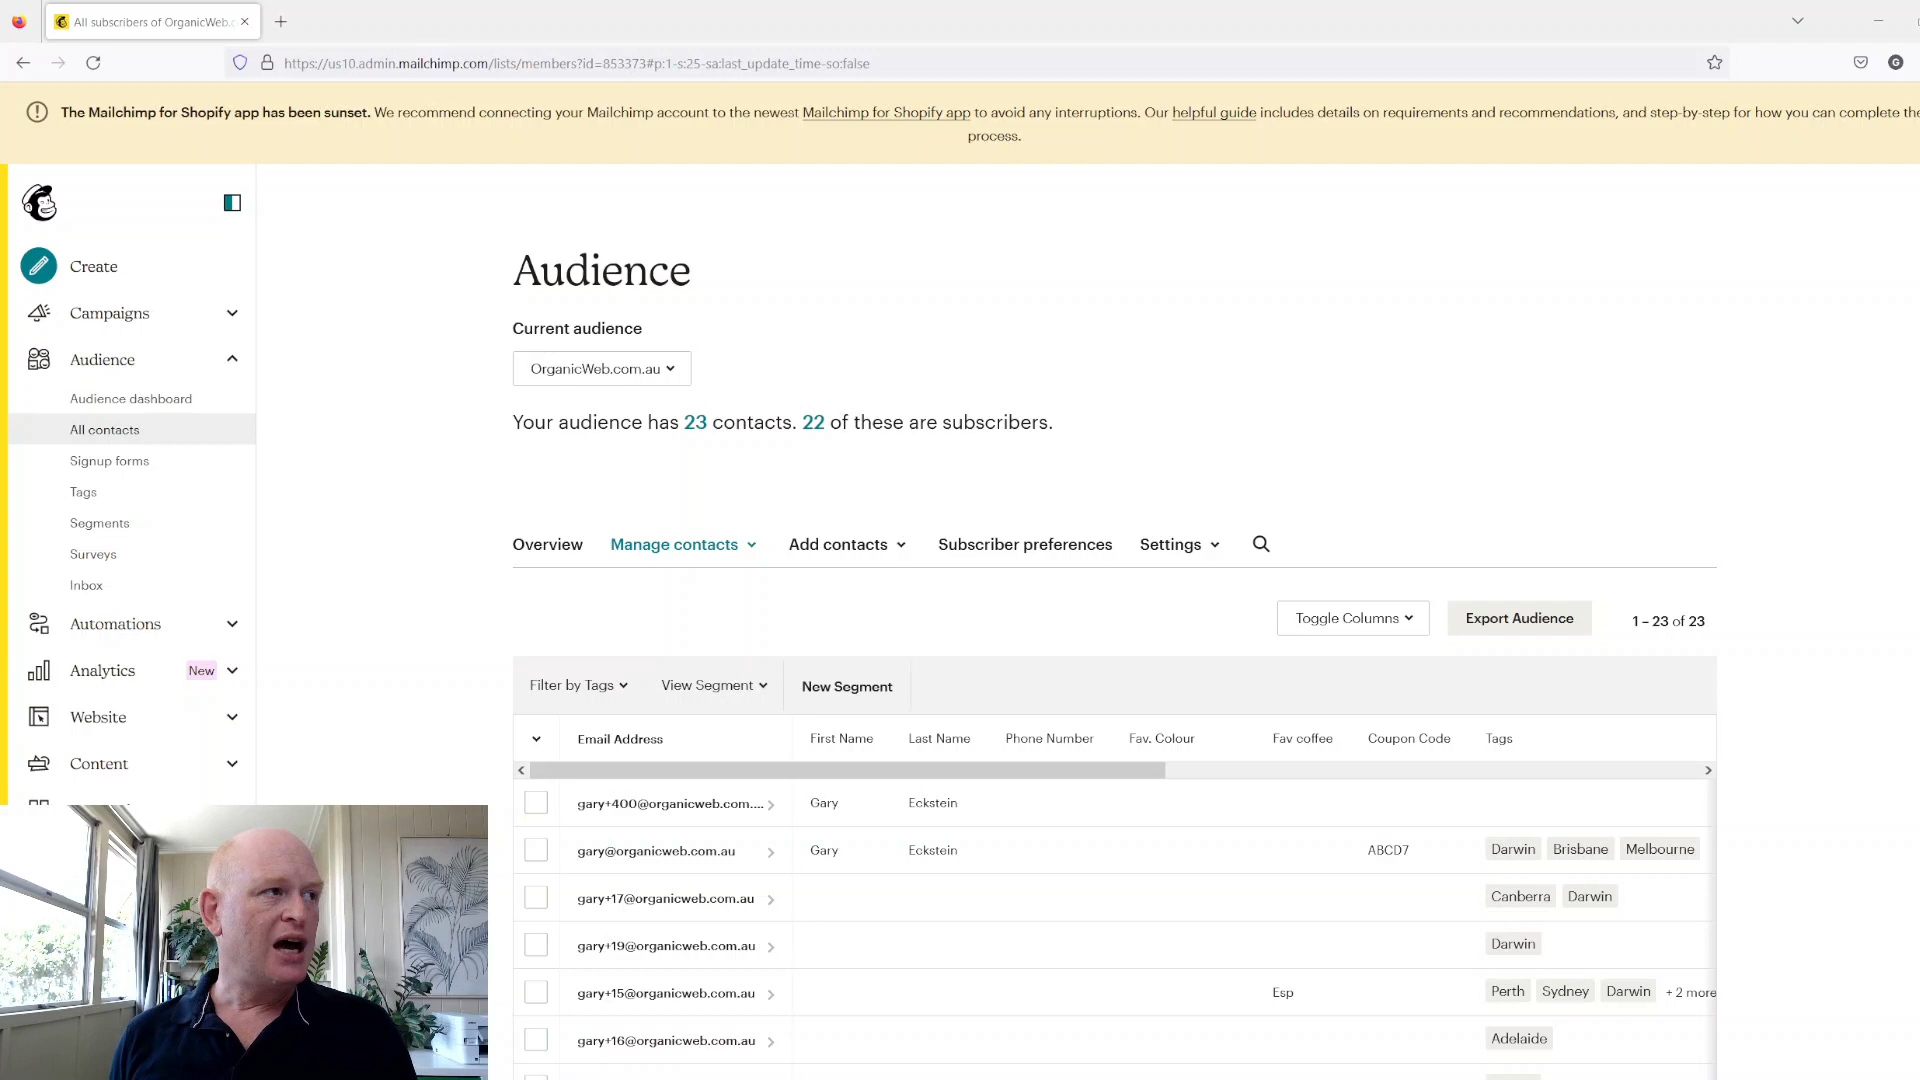 All subscribers of OrganicWeb.c
https://us10.admin.mailchimp.com/lists/members?id=853373#p:1-s:25-sa:last_update_time-so:false
G
The Mailchimp for Shopify app has been sunset. We recommend connecting your Mailchimp account to the newest Mailchimp for Shopify app to avoid any interruptions. Our helpful guide includes details on requirements and recommendations, and step-by-step for how you can complete the
process.
Create
Campaigns
Audience
Audience dashboard
All contacts
Signup forms
Tags
Segments
Surveys
Inbox
Automations
Analytics New
Website
Content
Audience
Current audience
OrganicWeb.com.au
Your audience has 23 contacts. 22 of these are subscribers.
Overview Manage contacts Add contacts Subscriber preferences Settings
Toggle Columns Export Audience 1 – 23 of 23
Filter by Tags View Segment New Segment
Email Address First Name Last Name Phone Number Fav. Colour Fav coffee Coupon Code Tags
gary+400@organicweb.com.... Gary Eckstein
gary@organicweb.com.au Gary Eckstein ABCD7 Darwin Brisbane Melbourne
gary+17@organicweb.com.au Canberra Darwin
gary+19@organicweb.com.au Darwin
gary+15@organicweb.com.au Esp Perth Sydney Darwin + 2 more
gary+16@organicweb.com.au Adelaide